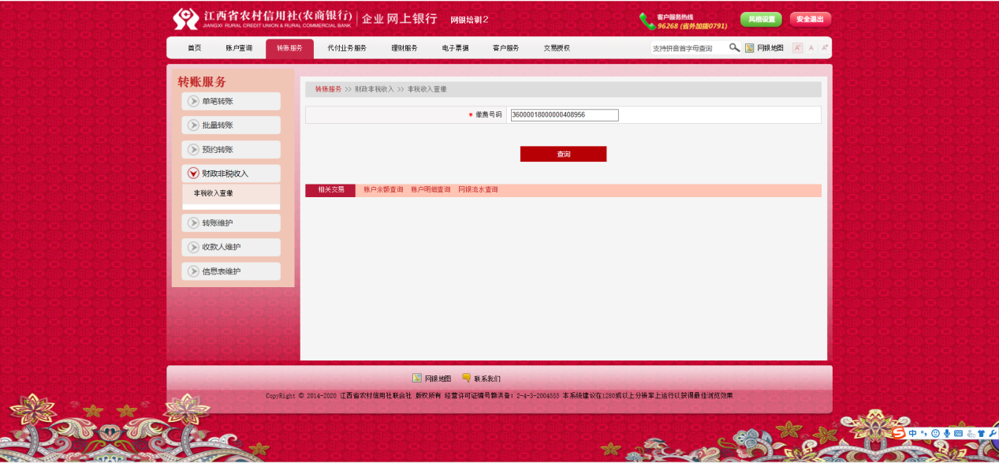 江西省农村信用社(农商银行) 企业 网上银行 网银培训2
JIANGXI RURAL CREDIT UNION & RURAL COMMERCIAL BANK
客户服务热线
96268 (省外加拨0791)
风格设置 安全退出
首页 账户查询 转账服务 代付业务服务 理财服务 电子票据 客户服务 交易授权 支持拼音首字母查询 网银地图 A- A A+
转账服务
单笔转账
批量转账
预约转账
财政非税收入
非税收入查缴
转账维护
收款人维护
信息表维护
转账服务 >> 财政非税收入 >> 非税收入查缴
* 缴费号码 36000018000000408956
查询
相关交易 账户余额查询 账户明细查询 网银流水查询
网银地图 联系我们
CopyRight © 2014-2020 江西省农村信用社联合社 版权所有 经营许可证编号赣洪备:2-4-3-2004555 本系统建议在1280或以上分辨率上运行以获得最佳浏览效果
中